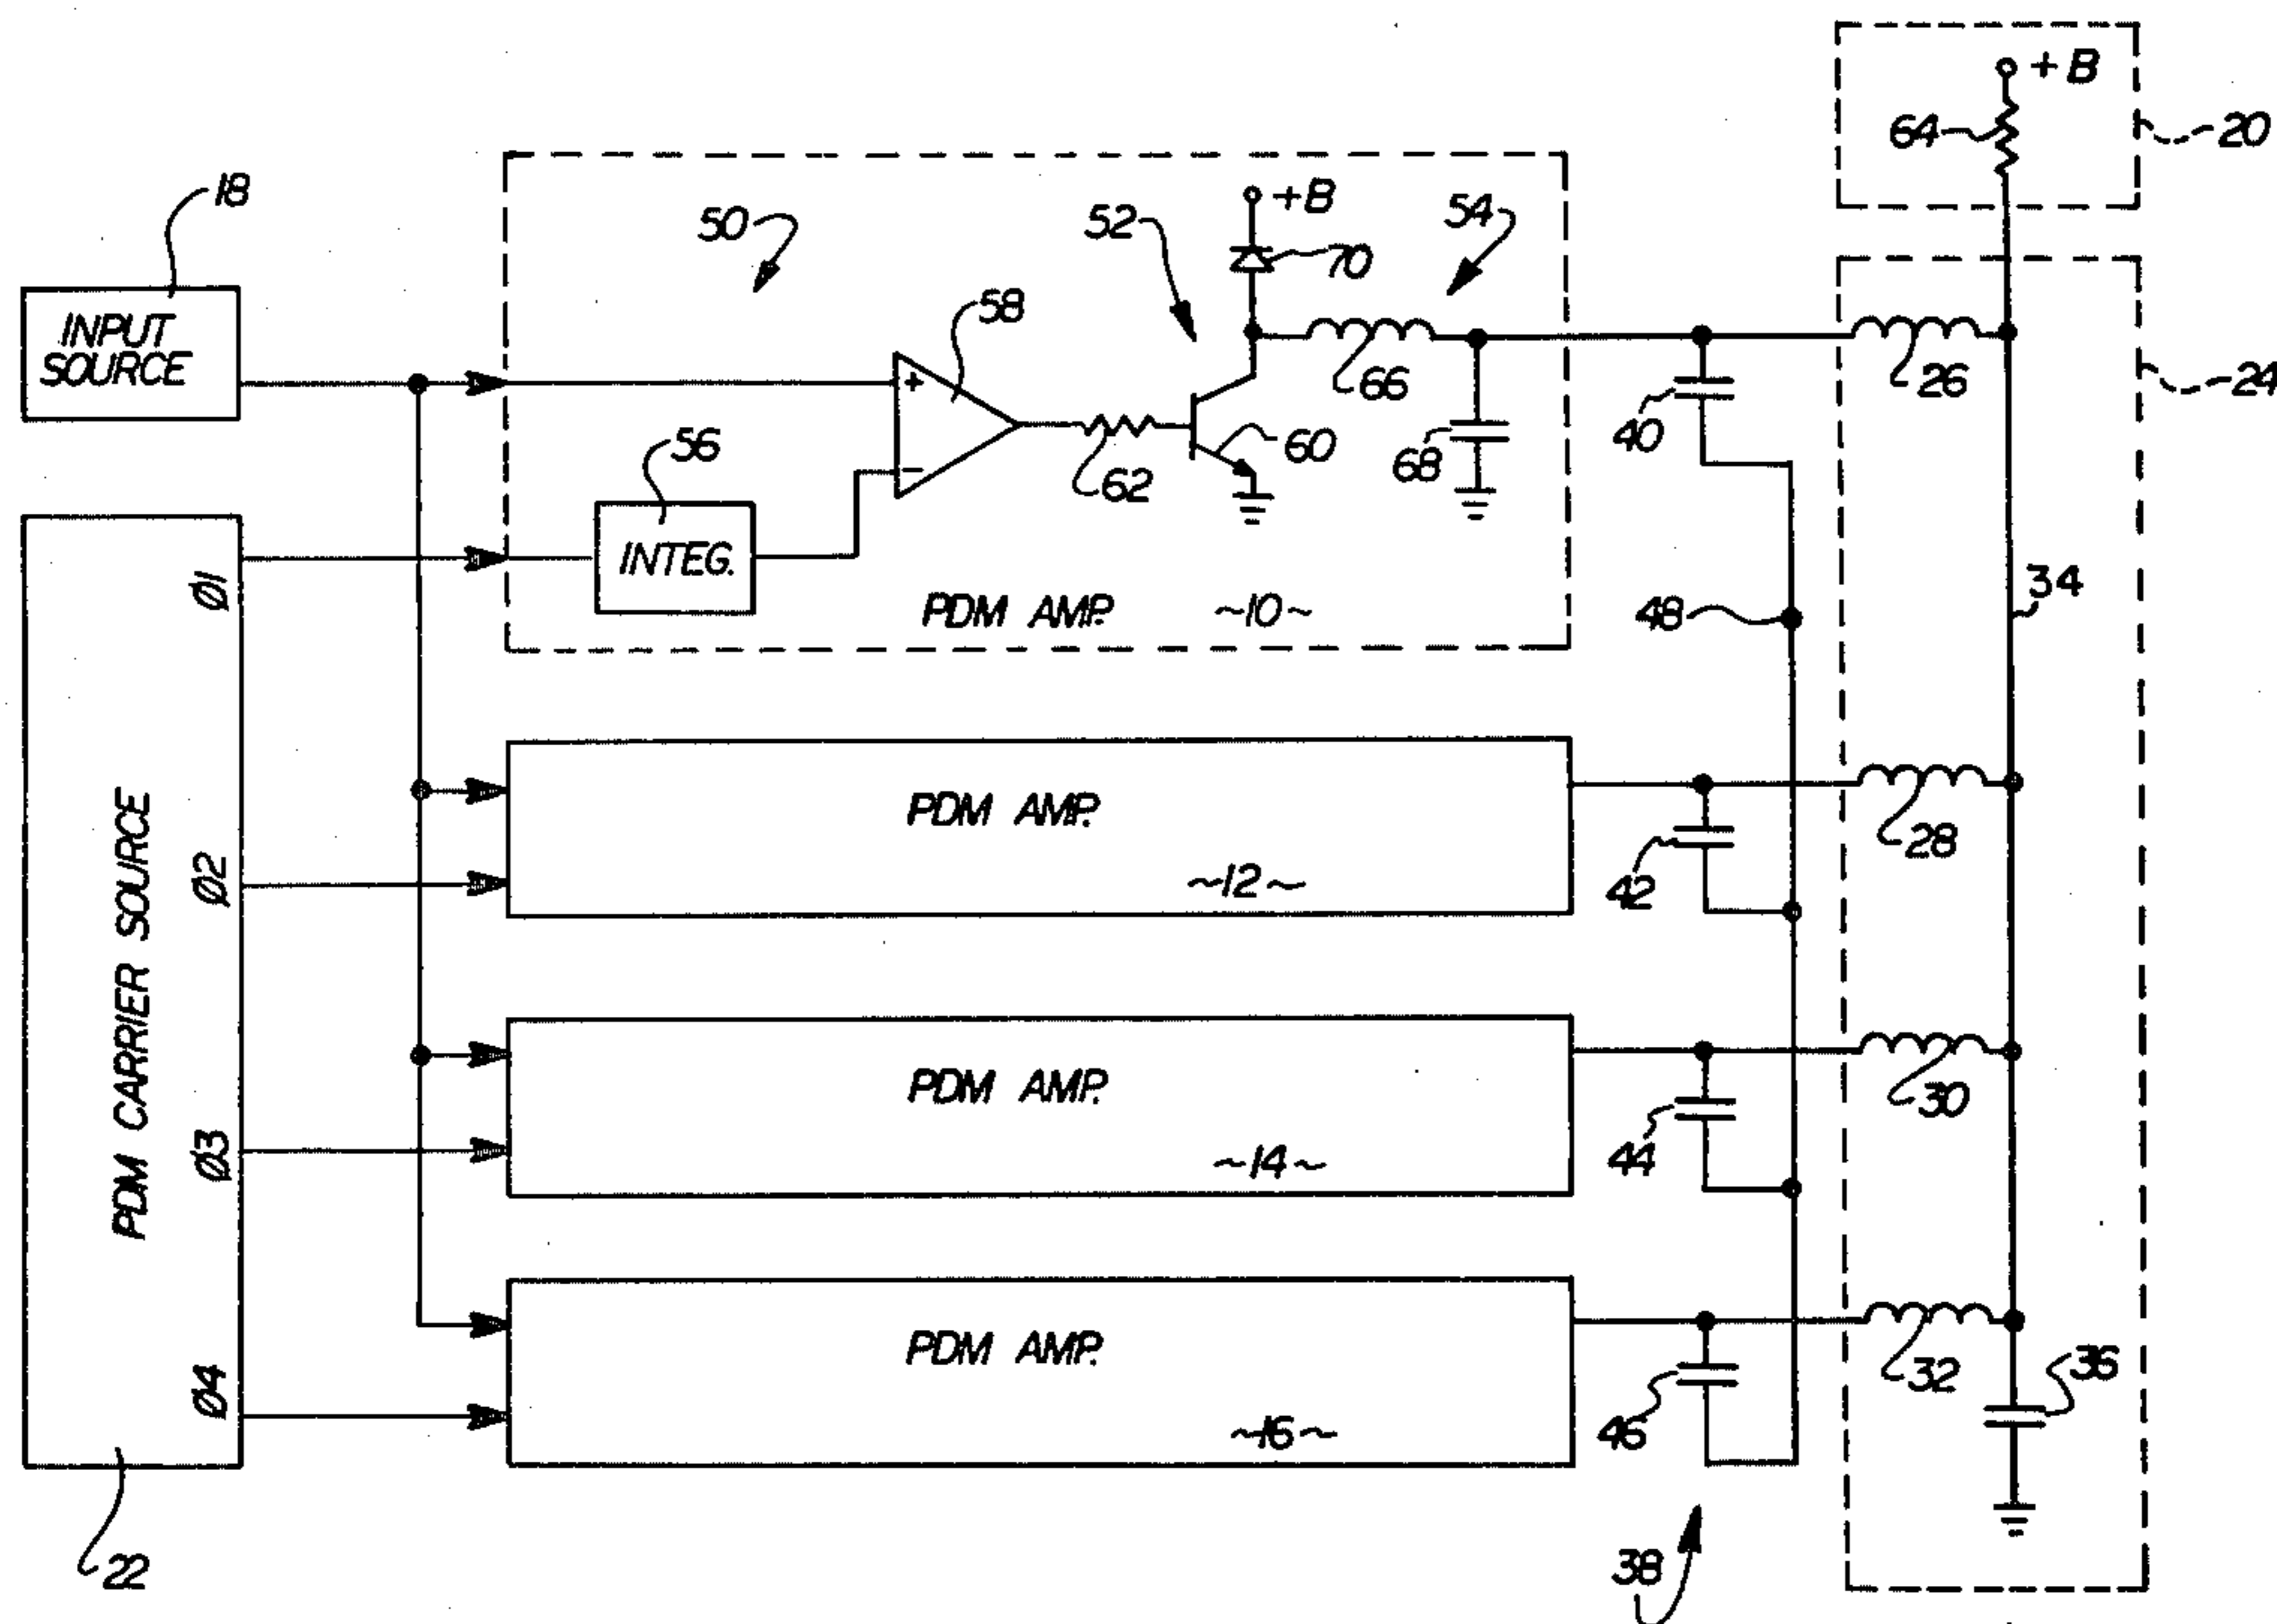 +B
64
20
18
50
52
+B
54
70
58
INPUT
SOURCE
+
66
26
24
40
56
62
60
68
-
INTEG.
Ø1
PDM AMP. ~10~
48
34
PDM CARRIER SOURCE
PDM AMP.
28
Ø2
~12~
42
PDM AMP.
30
Ø3
~14~
44
PDM AMP.
32
36
Ø4
~16~
46
22
38